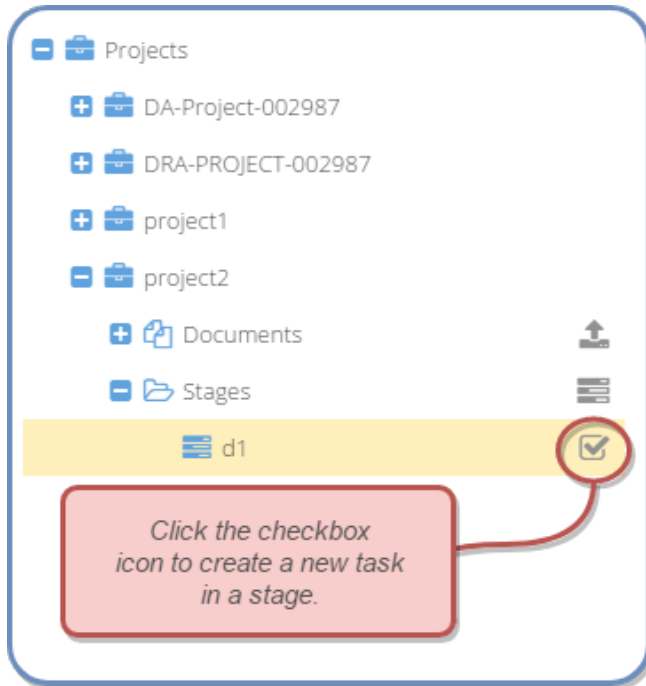 Projects
DA-Project-002987
DRA-PROJECT-002987
project1
project2
Documents
Stages
d1
Click the checkbox
icon to create a new task
in a stage.